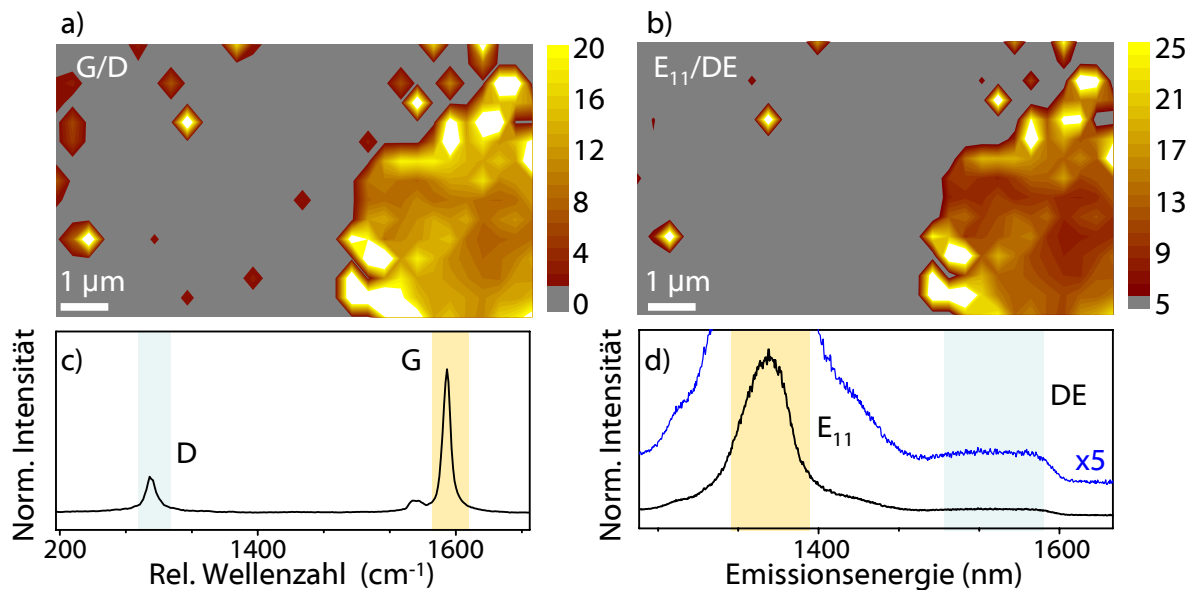 a)
G/D
1 µm
20
16
12
8
4
0
b)
E₁₁/DE
1 µm
25
21
17
13
9
5
c)
D
G
Norm. Intensität
200
1400
1600
Rel. Wellenzahl (cm⁻¹)
d)
E₁₁
DE
x5
Norm. Intensität
1400
1600
Emissionsenergie (nm)